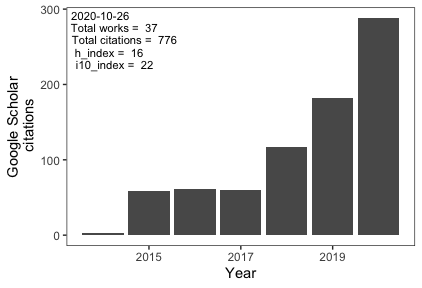 2020-10-26
Total works = 37
Total citations = 776
h_index = 16
i10_index = 22
300
200
100
0
Google Scholar
citations
2015
2017
2019
Year